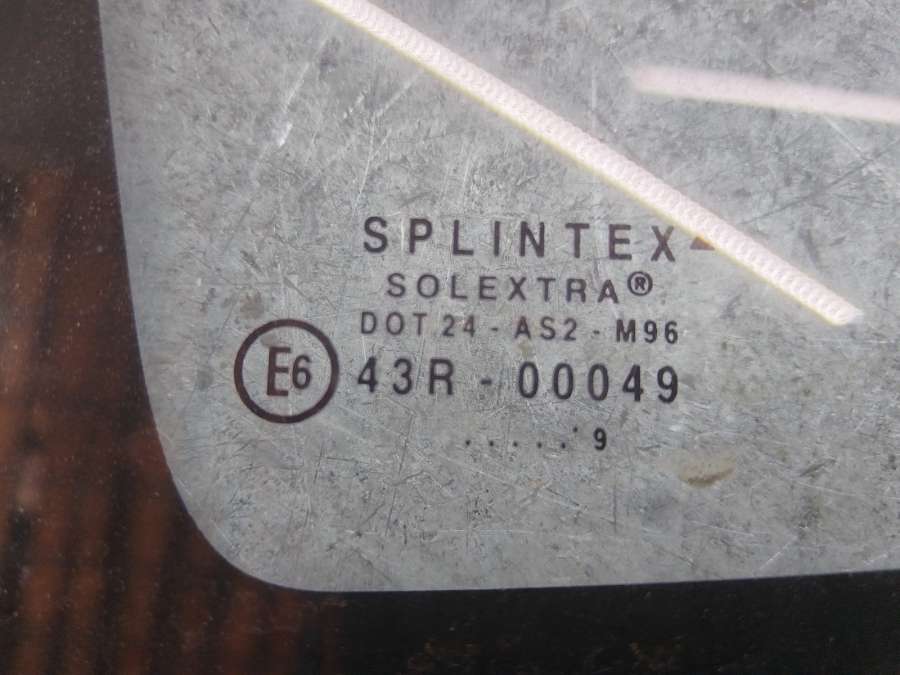 SPLINTEX
SOLEXTRA®
DOT 24 - AS2 - M96
E6 43R - 00049
. . . . . ' 9